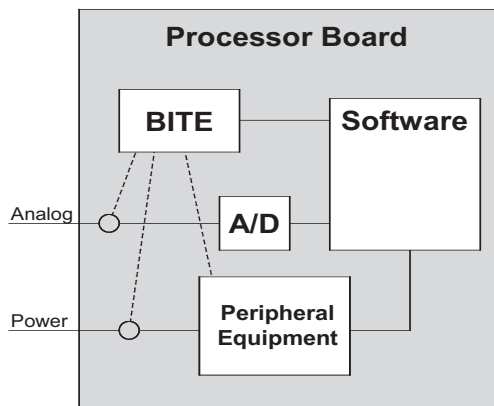 Processor Board
BITE
Software
Analog
A/D
Power
Peripheral
Equipment